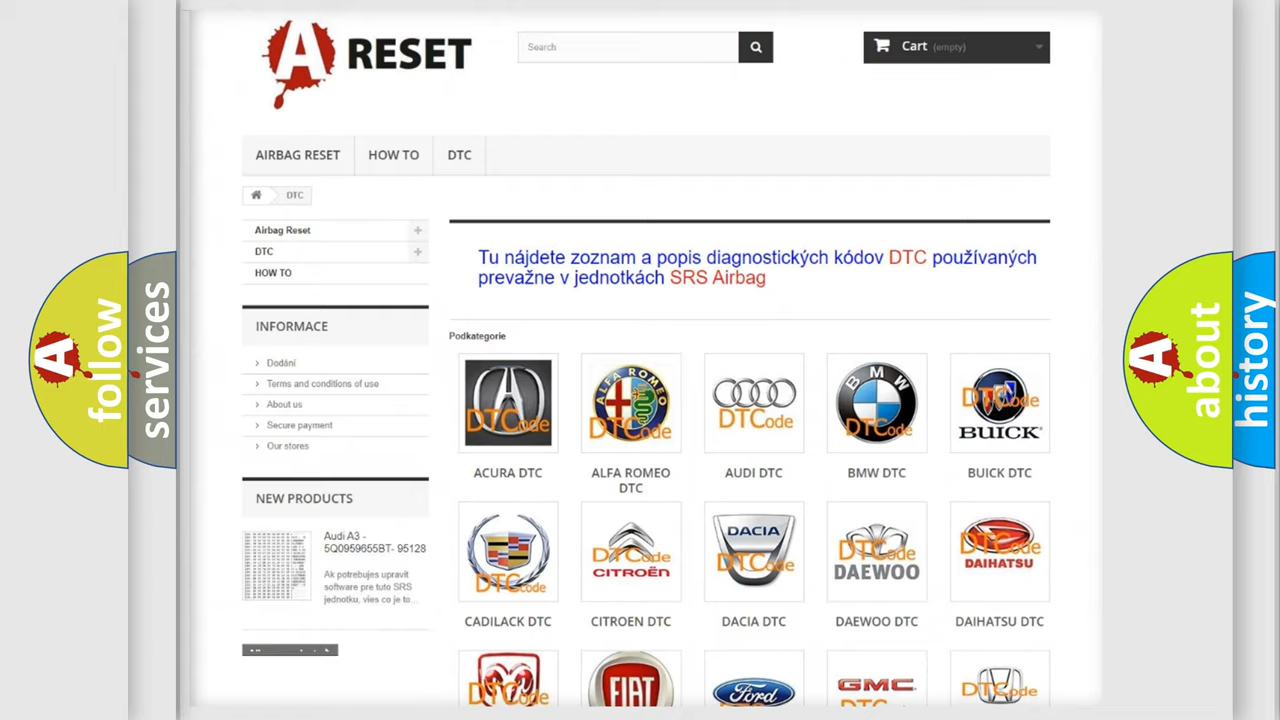 A RESET
Search
Cart (empty)
AIRBAG RESET
HOW TO
DTC
DTC
Airbag Reset
DTC
HOW TO
Tu nájdete zoznam a popis diagnostických kódov DTC používaných
prevažne v jednotkách SRS Airbag
INFORMACE
Dodání
Terms and conditions of use
About us
Secure payment
Our stores
Podkategorie
DTCode
ALFA ROMEO
DTCode
DTCode
BMW
DTCode
DTCode
BUICK
ACURA DTC
ALFA ROMEO
DTC
AUDI DTC
BMW DTC
BUICK DTC
NEW PRODUCTS
Audi A3 -
5Q0959655BT- 95128
Ak potrebujes upravit
software pre tuto SRS
jednotku, vies co je to...
DTCode
DTCode
CITROËN
DACIA
DTCode
DTCode
DAEWOO
DTCode
DAIHATSU
CADILACK DTC
CITROEN DTC
DACIA DTC
DAEWOO DTC
DAIHATSU DTC
DTCode
FIAT
Ford
GMC
DTCode
A follow
services
A about
history